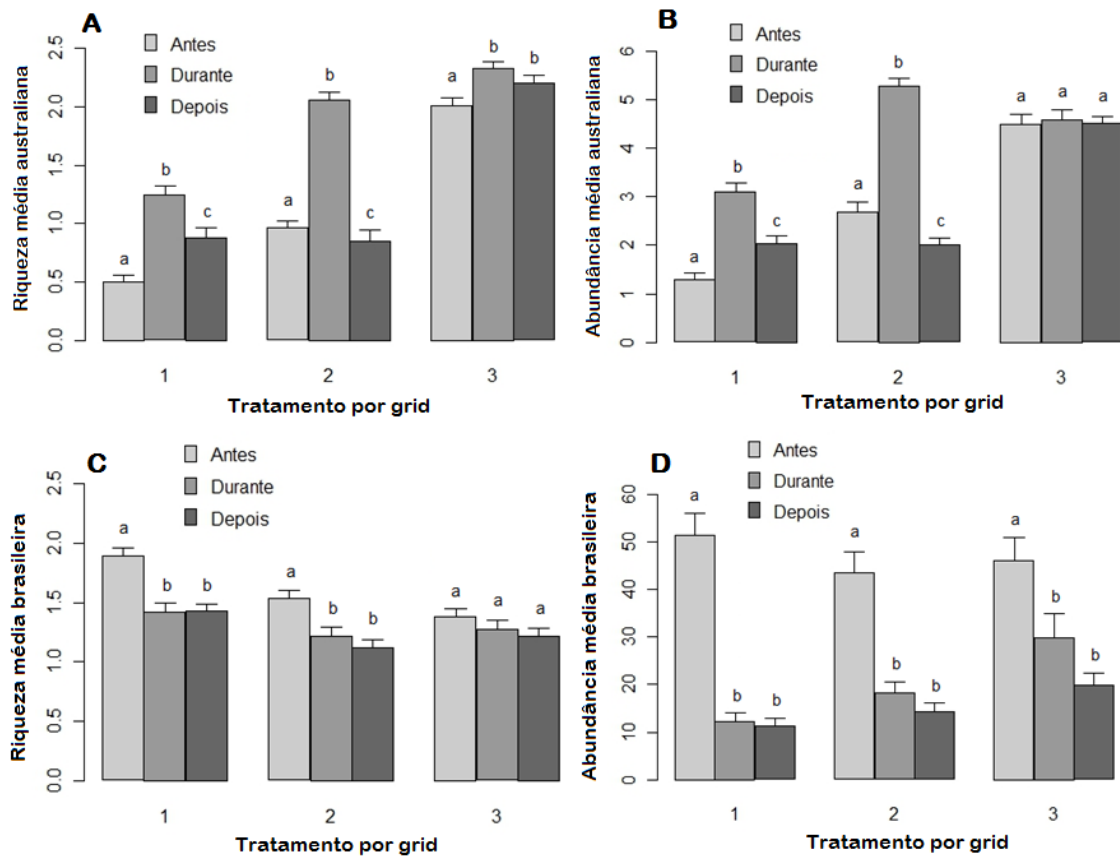 A
Antes
Durante
Depois
Riqueza média australiana
0.0 0.5 1.0 1.5 2.0 2.5
a b c a b c a b b
1 2 3
Tratamento por grid
B
Antes
Durante
Depois
Abundância média australiana
0 1 2 3 4 5 6
a b c a b c a a a
1 2 3
Tratamento por grid
C
Antes
Durante
Depois
Riqueza média brasileira
0.0 0.5 1.0 1.5 2.0 2.5
a b b a b b a a a
1 2 3
Tratamento por grid
D
Antes
Durante
Depois
Abundância média brasileira
0 10 20 30 40 50 60
a b b a b b a b b
1 2 3
Tratamento por grid